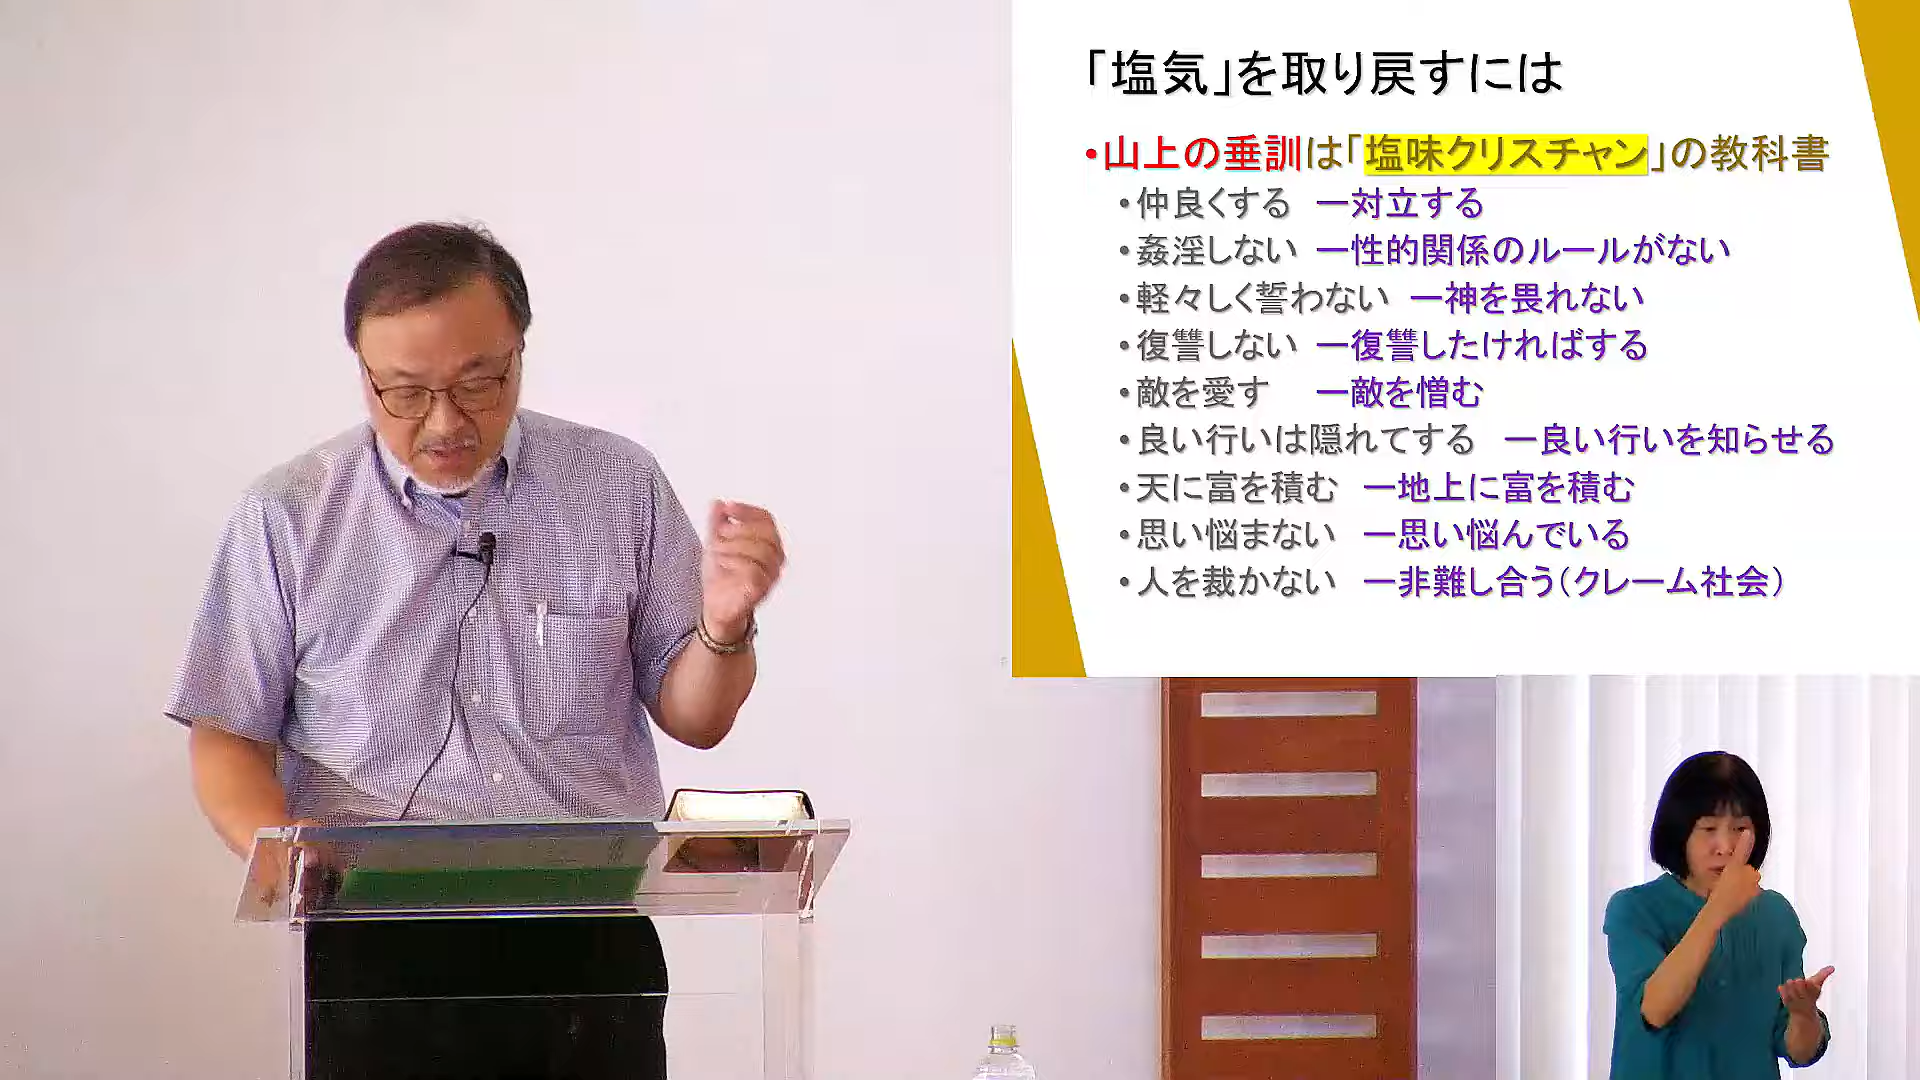 「塩気」を取り戻すには
•山上の垂訓は「塩味クリスチャン」の教科書
•仲良くする ー対立する
•姦淫しない ー性的関係のルールがない
•軽々しく誓わない ー神を畏れない
•復讐しない ー復讐したければする
•敵を愛す ー敵を憎む
•良い行いは隠れてする ー良い行いを知らせる
•天に富を積む ー地上に富を積む
•思い悩まない ー思い悩んでいる
•人を裁かない ー非難し合う(クレーム社会)